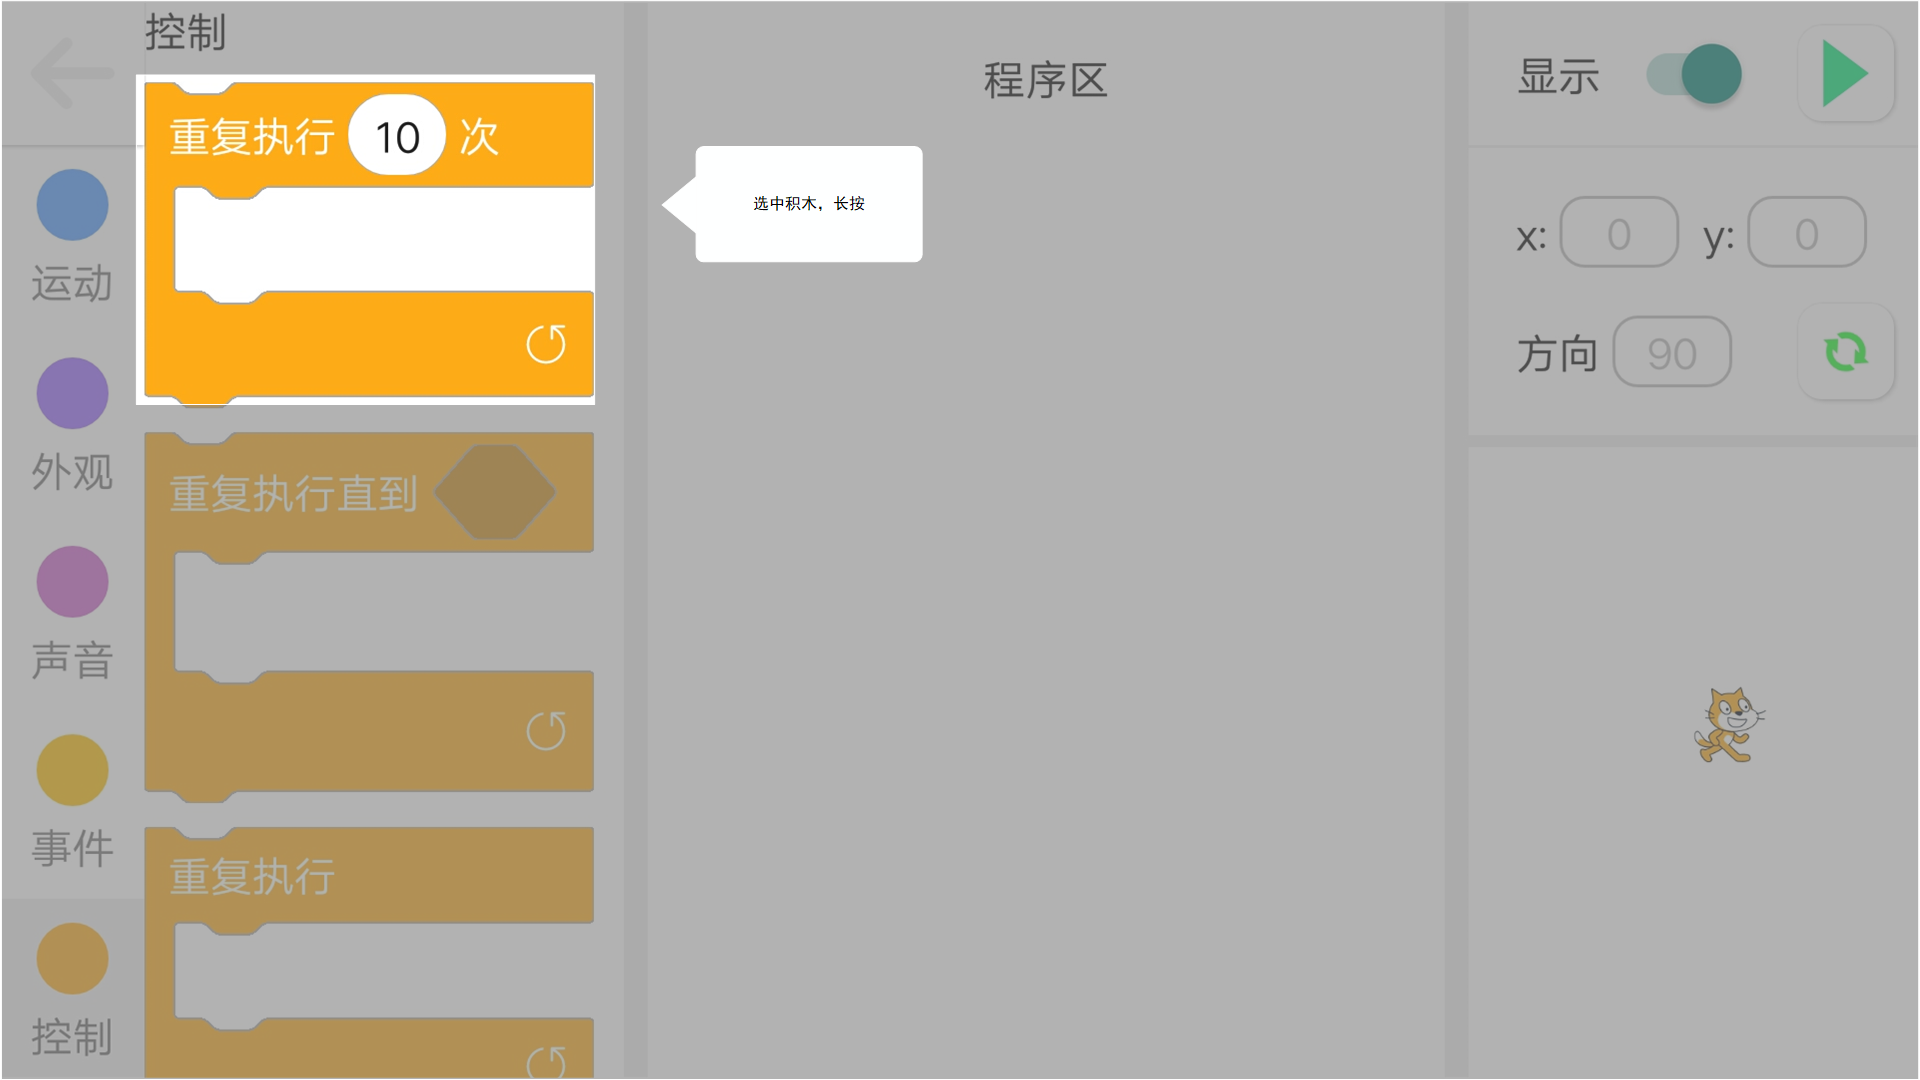 控制
重复执行 10 次
重复执行直到
重复执行
运动
外观
声音
事件
控制
程序区
选中积木，长按
显示
x: 0 y: 0
方向 90